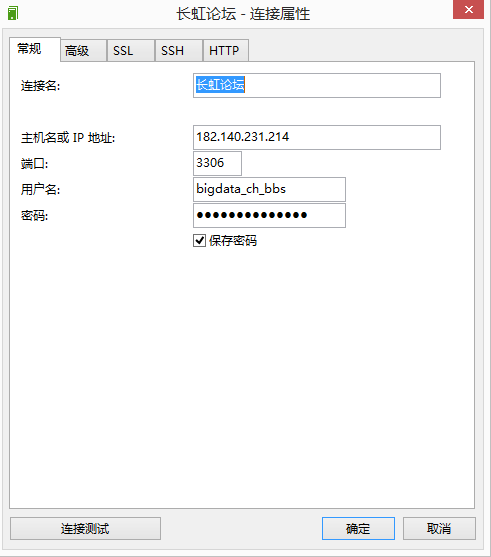 长虹论坛 - 连接属性
常规 高级 SSL SSH HTTP
连接名: 长虹论坛
主机名或 IP 地址: 182.140.231.214
端口: 3306
用户名: bigdata_ch_bbs
密码: ●●●●●●●●●●●●●●
保存密码
连接测试 确定 取消